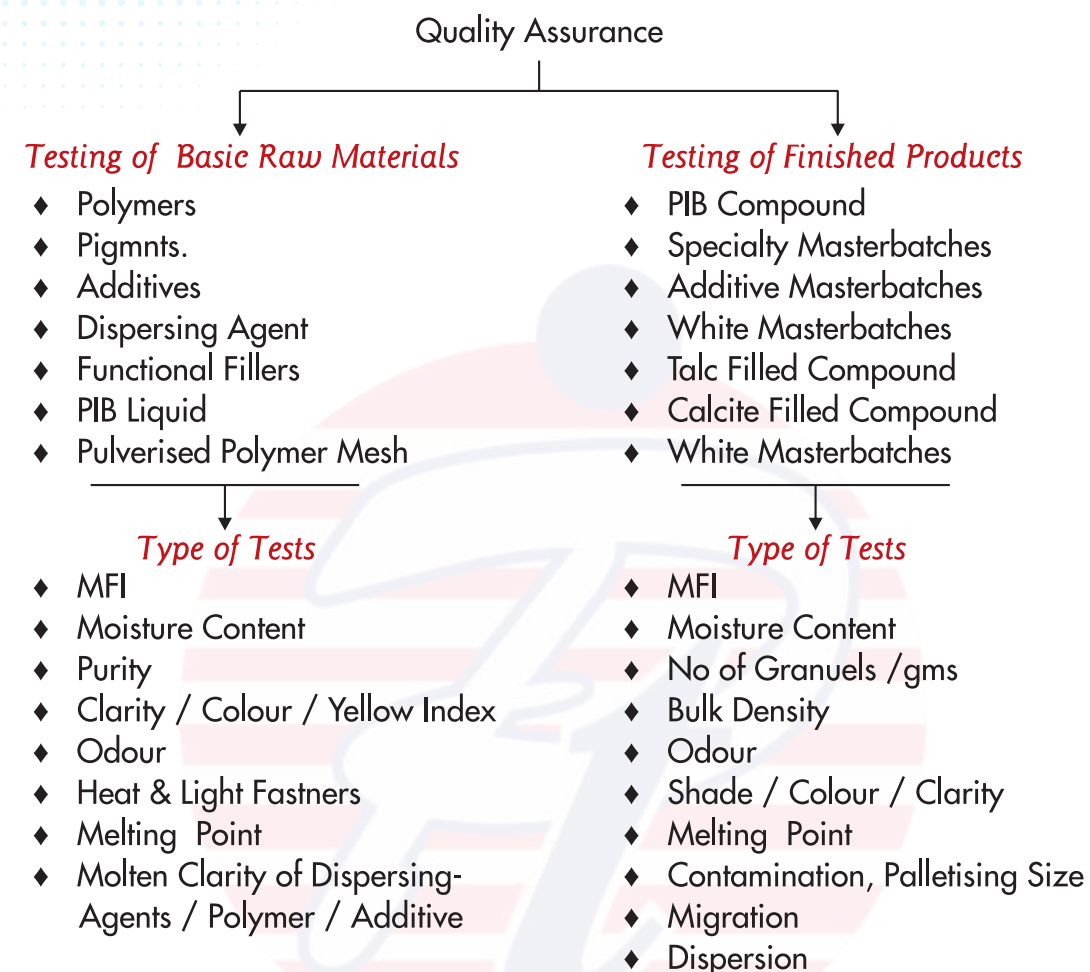 Quality Assurance
Testing of Basic Raw Materials
♦ Polymers
♦ Pigmnts.
♦ Additives
♦ Dispersing Agent
♦ Functional Fillers
♦ PIB Liquid
♦ Pulverised Polymer Mesh
Type of Tests
♦ MFI
♦ Moisture Content
♦ Purity
♦ Clarity / Colour / Yellow Index
♦ Odour
♦ Heat & Light Fastners
♦ Melting Point
♦ Molten Clarity of Dispersing-
Agents / Polymer / Additive
Testing of Finished Products
♦ PIB Compound
♦ Specialty Masterbatches
♦ Additive Masterbatches
♦ White Masterbatches
♦ Talc Filled Compound
♦ Calcite Filled Compound
♦ White Masterbatches
Type of Tests
♦ MFI
♦ Moisture Content
♦ No of Granuels /gms
♦ Bulk Density
♦ Odour
♦ Shade / Colour / Clarity
♦ Melting Point
♦ Contamination, Palletising Size
♦ Migration
♦ Dispersion